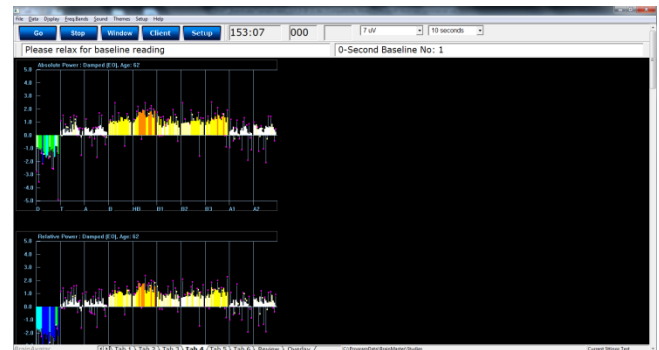 File Data Display Freq.Bands Sound Themes Setup Help
Go Stop Window Client Setup 153:07 000 7 uV 10 seconds
Please relax for baseline reading 0-Second Baseline No: 1
Absolute Power: Damped (EO), Age: 62
5.0
4.0
3.0
2.0
1.0
0.0
-1.0
-2.0
-3.0
-4.0
-5.0
D T A B HB B1 B2 B3 A1 A2
Relative Power: Damped (EO), Age: 62
5.0
4.0
3.0
2.0
1.0
0.0
-1.0
-2.0
BrainAvatar Tab 1 Tab 2 Tab 3 Tab 4 Tab 5 Tab 6 Review Overlay